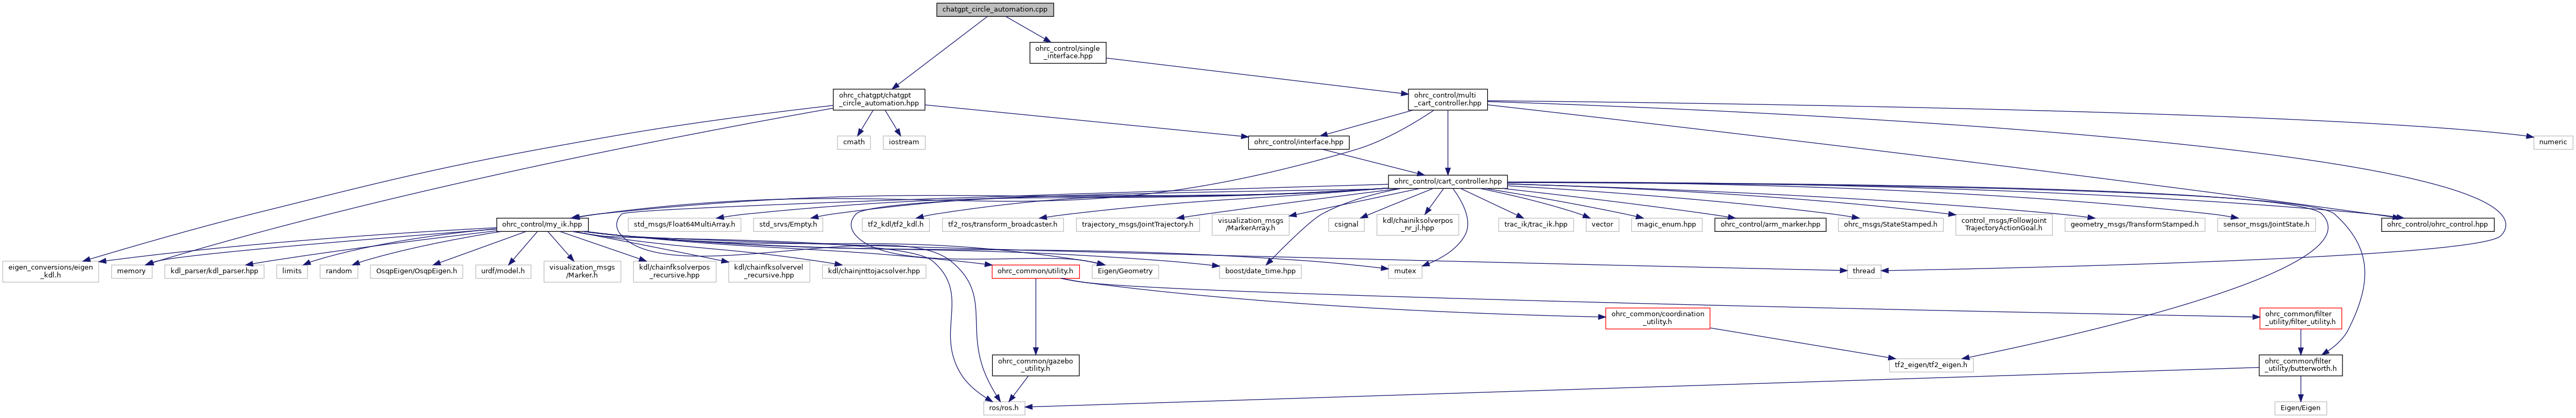 chatgpt_circle_automation.cpp
ohrc_control/single
_interface.hpp
ohrc_chatgpt/chatgpt
_circle_automation.hpp
ohrc_control/multi
_cart_controller.hpp
cmath
iostream
ohrc_control/interface.hpp
numeric
ohrc_control/cart_controller.hpp
ohrc_control/my_ik.hpp
std_msgs/Float64MultiArray.h
std_srvs/Empty.h
tf2_kdl/tf2_kdl.h
tf2_ros/transform_broadcaster.h
trajectory_msgs/JointTrajectory.h
visualization_msgs
/MarkerArray.h
csignal
kdl/chainiksolverpos
_nr_jl.hpp
trac_ik/trac_ik.hpp
vector
magic_enum.hpp
ohrc_control/arm_marker.hpp
ohrc_msgs/StateStamped.h
control_msgs/FollowJoint
TrajectoryActionGoal.h
geometry_msgs/TransformStamped.h
sensor_msgs/JointState.h
ohrc_control/ohrc_control.hpp
eigen_conversions/eigen
_kdl.h
memory
kdl_parser/kdl_parser.hpp
limits
random
OsqpEigen/OsqpEigen.h
urdf/model.h
visualization_msgs
/Marker.h
kdl/chainfksolverpos
_recursive.hpp
kdl/chainfksolvervel
_recursive.hpp
kdl/chainjnttojacsolver.hpp
ohrc_common/utility.h
Eigen/Geometry
boost/date_time.hpp
mutex
thread
ohrc_common/coordination
_utility.h
ohrc_common/filter
_utility/filter_utility.h
ohrc_common/gazebo
_utility.h
tf2_eigen/tf2_eigen.h
ohrc_common/filter
_utility/butterworth.h
ros/ros.h
Eigen/Eigen